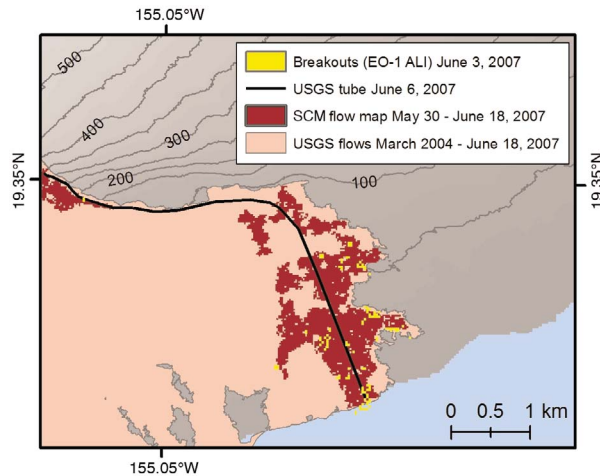 155.05°W
500
400
300
200
100
Breakouts (EO-1 ALI) June 3, 2007
USGS tube June 6, 2007
SCM flow map May 30 - June 18, 2007
USGS flows March 2004 - June 18, 2007
19.35°N
19.35°N
0 0.5 1 km
155.05°W